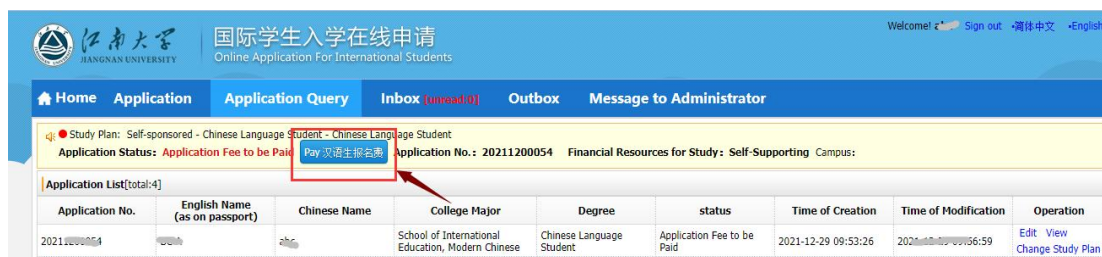 江南大学
JIANGNAN UNIVERSITY
国际学生入学在线申请
Online Application For International Students
Welcome! Sign out ·简体中文 ·English
Home Application Application Query Inbox [unread:0] Outbox Message to Administrator
Study Plan: Self-sponsored - Chinese Language Student - Chinese Language Student
Application Status: Application Fee to be Paid Pay 汉语生报名费 Application No.: 20211200054 Financial Resources for Study: Self-Supporting Campus:
Application List[total:4]
Application No. English Name (as on passport) Chinese Name College Major Degree status Time of Creation Time of Modification Operation
School of International Chinese Language Application Fee to be 2021-12-29 09:53:26 Edit View
Education, Modern Chinese Student Paid Change Study Plan